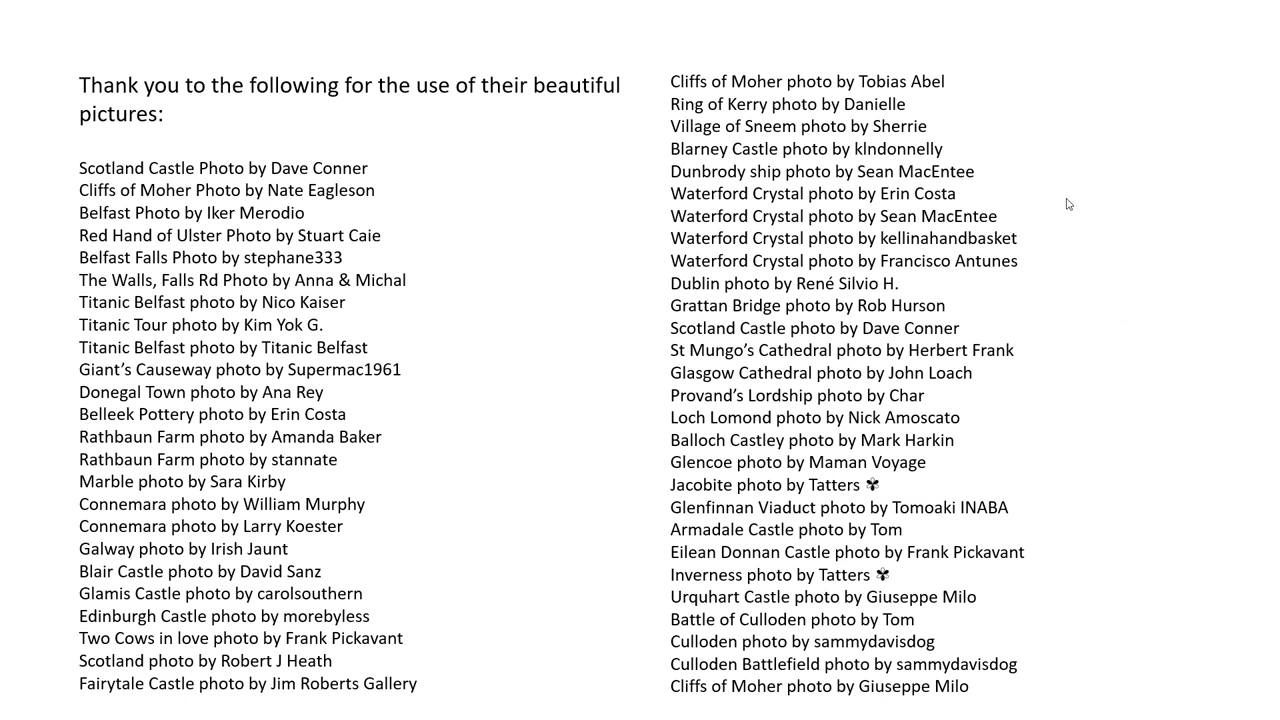 Thank you to the following for the use of their beautiful
pictures:
Scotland Castle Photo by Dave Conner
Cliffs of Moher Photo by Nate Eagleson
Belfast Photo by Iker Merodio
Red Hand of Ulster Photo by Stuart Caie
Belfast Falls Photo by stephane333
The Walls, Falls Rd Photo by Anna & Michal
Titanic Belfast photo by Nico Kaiser
Titanic Tour photo by Kim Yok G.
Titanic Belfast photo by Titanic Belfast
Giant’s Causeway photo by Supermac1961
Donegal Town photo by Ana Rey
Belleek Pottery photo by Erin Costa
Rathbaun Farm photo by Amanda Baker
Rathbaun Farm photo by stannate
Marble photo by Sara Kirby
Connemara photo by William Murphy
Connemara photo by Larry Koester
Galway photo by Irish Jaunt
Blair Castle photo by David Sanz
Glamis Castle photo by carolsouthern
Edinburgh Castle photo by morebyless
Two Cows in love photo by Frank Pickavant
Scotland photo by Robert J Heath
Fairytale Castle photo by Jim Roberts Gallery
Cliffs of Moher photo by Tobias Abel
Ring of Kerry photo by Danielle
Village of Sneem photo by Sherrie
Blarney Castle photo by klndonnelly
Dunbrody ship photo by Sean MacEntee
Waterford Crystal photo by Erin Costa
Waterford Crystal photo by Sean MacEntee
Waterford Crystal photo by kellinahandbasket
Waterford Crystal photo by Francisco Antunes
Dublin photo by René Silvio H.
Grattan Bridge photo by Rob Hurson
Scotland Castle photo by Dave Conner
St Mungo’s Cathedral photo by Herbert Frank
Glasgow Cathedral photo by John Loach
Provand’s Lordship photo by Char
Loch Lomond photo by Nick Amoscato
Balloch Castley photo by Mark Harkin
Glencoe photo by Maman Voyage
Jacobite photo by Tatters ✾
Glenfinnan Viaduct photo by Tomoaki INABA
Armadale Castle photo by Tom
Eilean Donnan Castle photo by Frank Pickavant
Inverness photo by Tatters ✾
Urquhart Castle photo by Giuseppe Milo
Battle of Culloden photo by Tom
Culloden photo by sammydavisdog
Culloden Battlefield photo by sammydavisdog
Cliffs of Moher photo by Giuseppe Milo